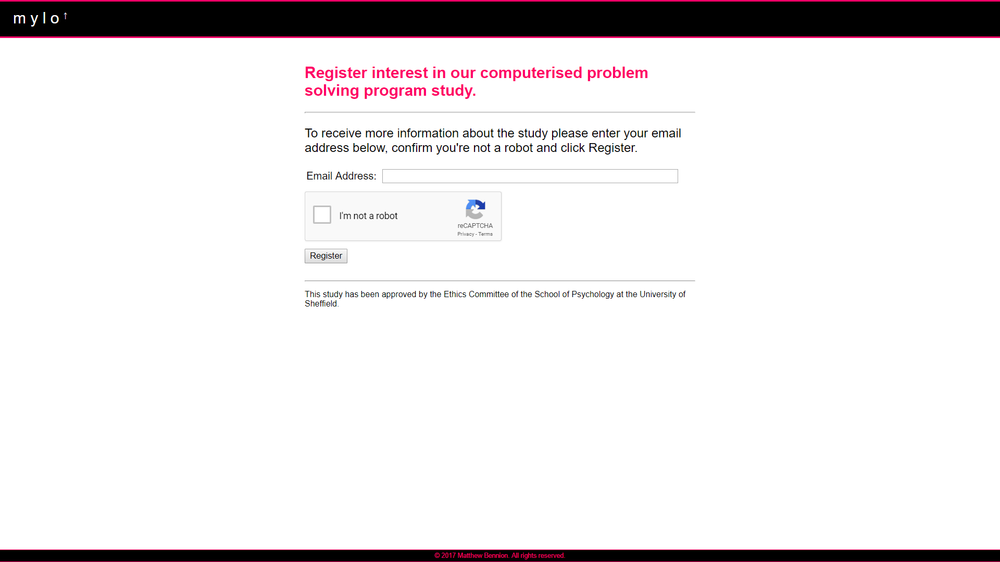 mylo↑
Register interest in our computerised problem
solving program study.
To receive more information about the study please enter your email
address below, confirm you're not a robot and click Register.
Email Address:
I'm not a robot
reCAPTCHA
Privacy - Terms
Register
This study has been approved by the Ethics Committee of the School of Psychology at the University of
Sheffield.
© 2017 Matthew Bennion. All rights reserved.